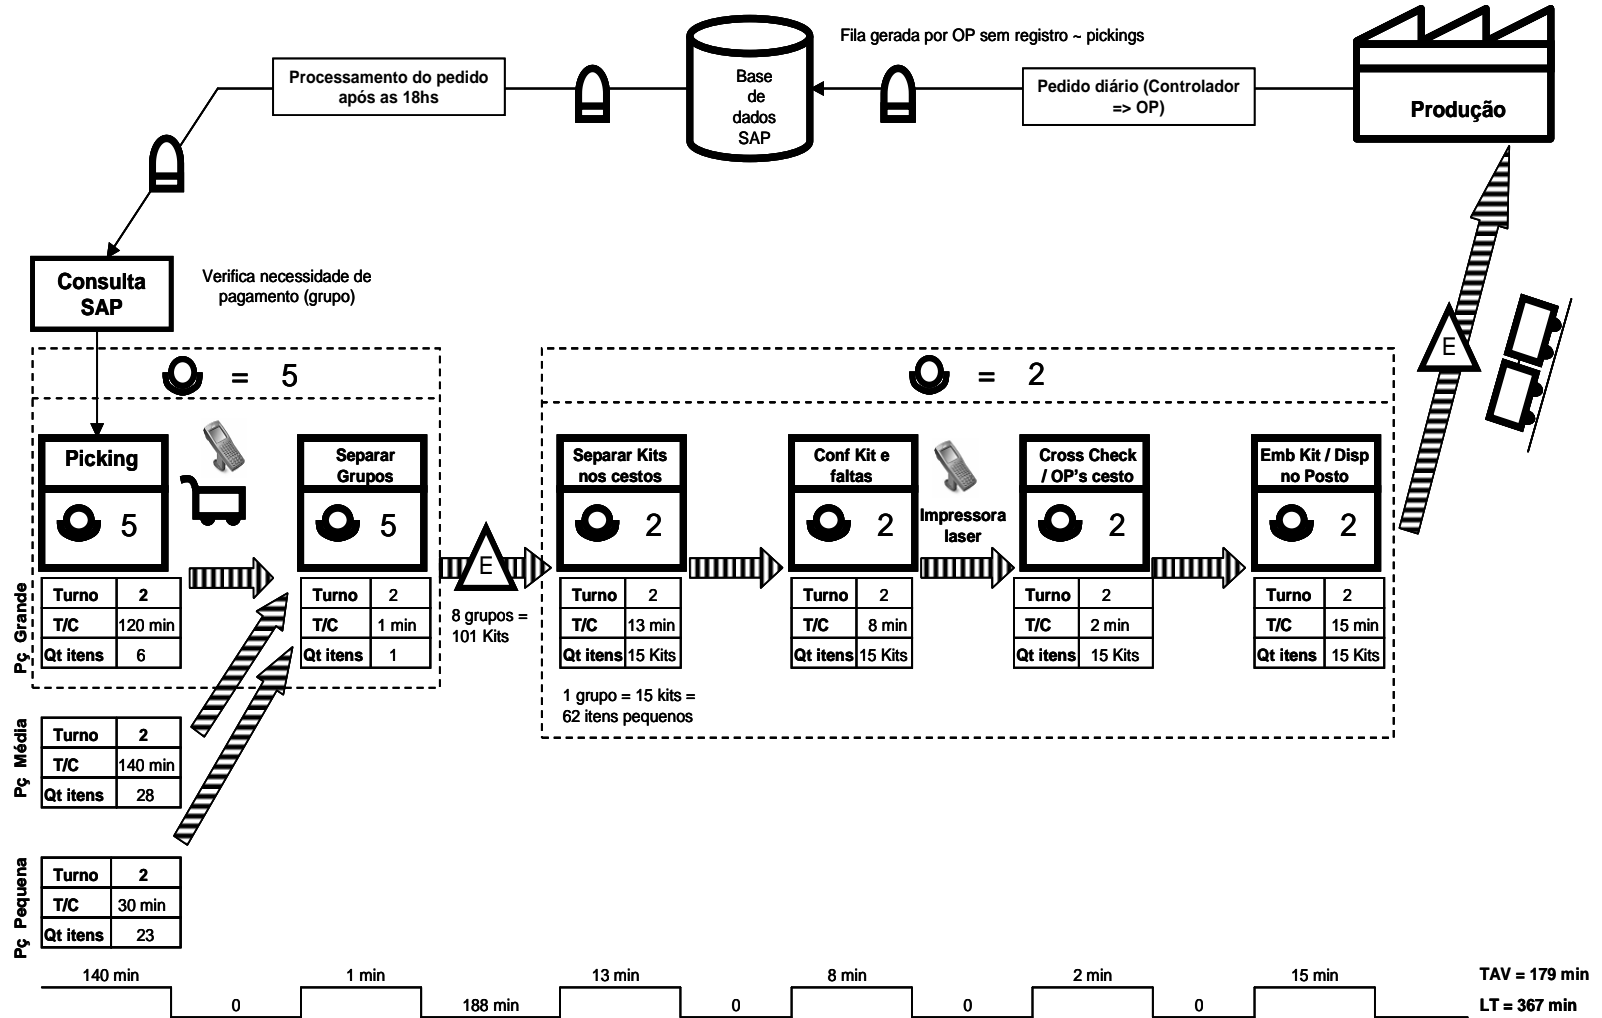 Fila gerada por OP sem registro ~ pickings
Processamento do pedido
após as 18hs
Base
de
dados
SAP
Pedido diário (Controlador
=> OP)
Produção
Consulta
SAP
Verifica necessidade de
pagamento (grupo)
= 5
= 2
E
Picking
5
Separar
Grupos
5
E
8 grupos =
101 Kits
Separar Kits
nos cestos
2
Conf Kit e
faltas
2
Impressora
laser
Cross Check
/ OP's cesto
2
Emb Kit / Disp
no Posto
2
Pç Grande
Turno 2
T/C 120 min
Qt itens 6
Turno 2
T/C 1 min
Qt itens 1
Turno 2
T/C 13 min
Qt itens 15 Kits
Turno 2
T/C 8 min
Qt itens 15 Kits
Turno 2
T/C 2 min
Qt itens 15 Kits
Turno 2
T/C 15 min
Qt itens 15 Kits
1 grupo = 15 kits =
62 itens pequenos
Pç Média
Turno 2
T/C 140 min
Qt itens 28
Pç Pequena
Turno 2
T/C 30 min
Qt itens 23
140 min 1 min 13 min 8 min 2 min 15 min TAV = 179 min
0 188 min 0 0 0 LT = 367 min